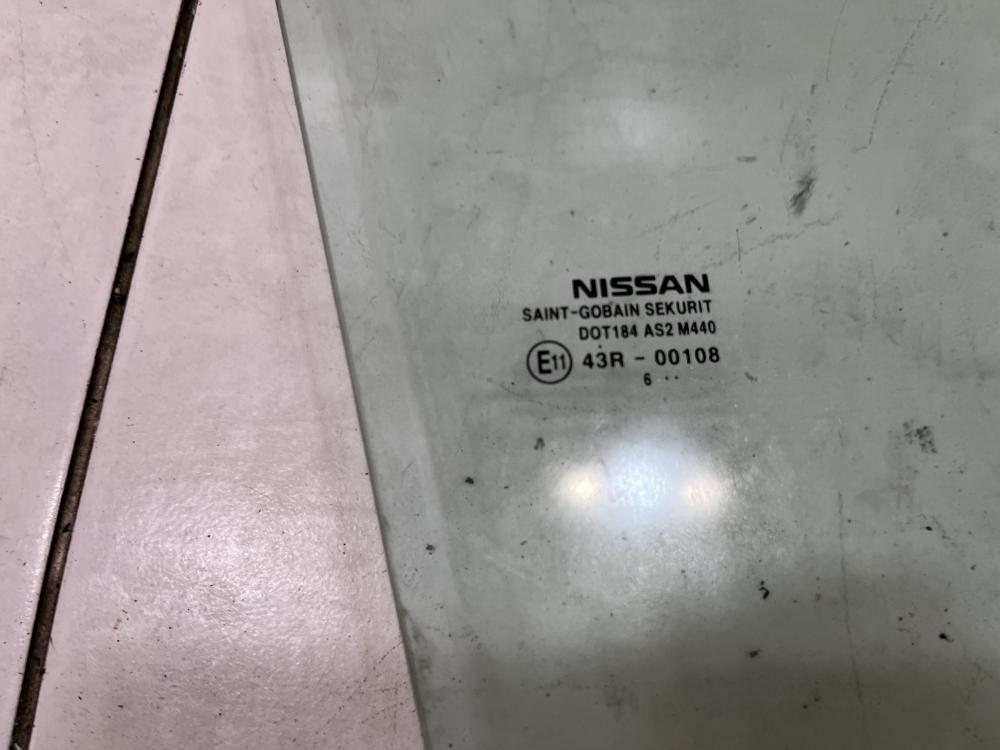 NISSAN
SAINT-GOBAIN SEKURIT
DOT184 AS2 M440
E11 43R - 00108
6 ··